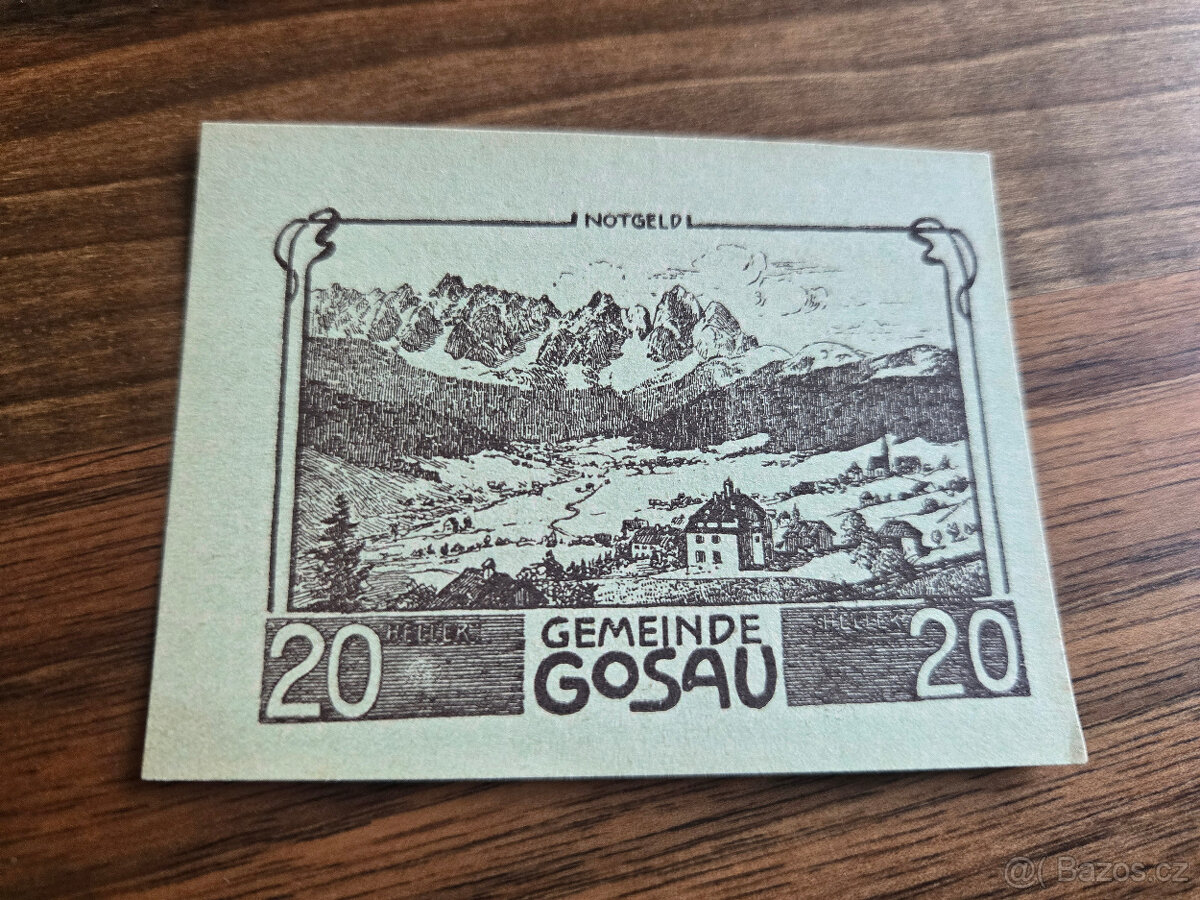 NOTGELD
20 HELLER
GEMEINDE
GOSAU
HELLER 20
@( Bazos.cz